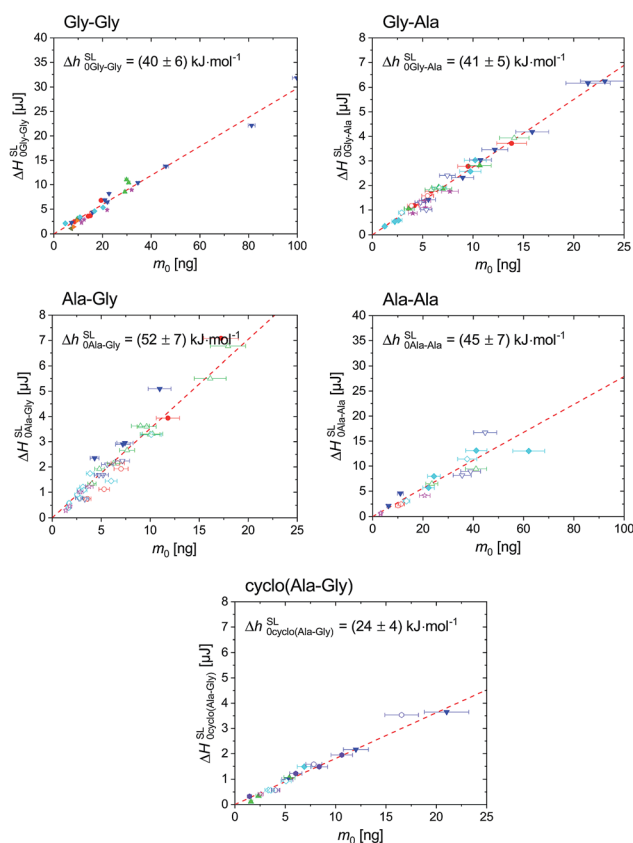 Gly-Gly
Δh SL 0Gly-Gly = (40 ± 6) kJ·mol⁻¹
ΔH SL 0Gly-Gly [µJ]
40
35
30
25
20
15
10
5
0
0 20 40 60 80 100
m₀ [ng]
Gly-Ala
Δh SL 0Gly-Ala = (41 ± 5) kJ·mol⁻¹
ΔH SL 0Gly-Ala [µJ]
8
7
6
5
4
3
2
1
0
0 5 10 15 20 25
m₀ [ng]
Ala-Gly
Δh SL 0Ala-Gly = (52 ± 7) kJ·mol⁻¹
ΔH SL 0Ala-Gly [µJ]
8
7
6
5
4
3
2
1
0
0 5 10 15 20 25
m₀ [ng]
Ala-Ala
Δh SL 0Ala-Ala = (45 ± 7) kJ·mol⁻¹
ΔH SL 0Ala-Ala [µJ]
40
35
30
25
20
15
10
5
0
0 20 40 60 80 100
m₀ [ng]
cyclo(Ala-Gly)
Δh SL 0cyclo(Ala-Gly) = (24 ± 4) kJ·mol⁻¹
ΔH SL 0cyclo(Ala-Gly) [µJ]
8
7
6
5
4
3
2
1
0
0 5 10 15 20 25
m₀ [ng]